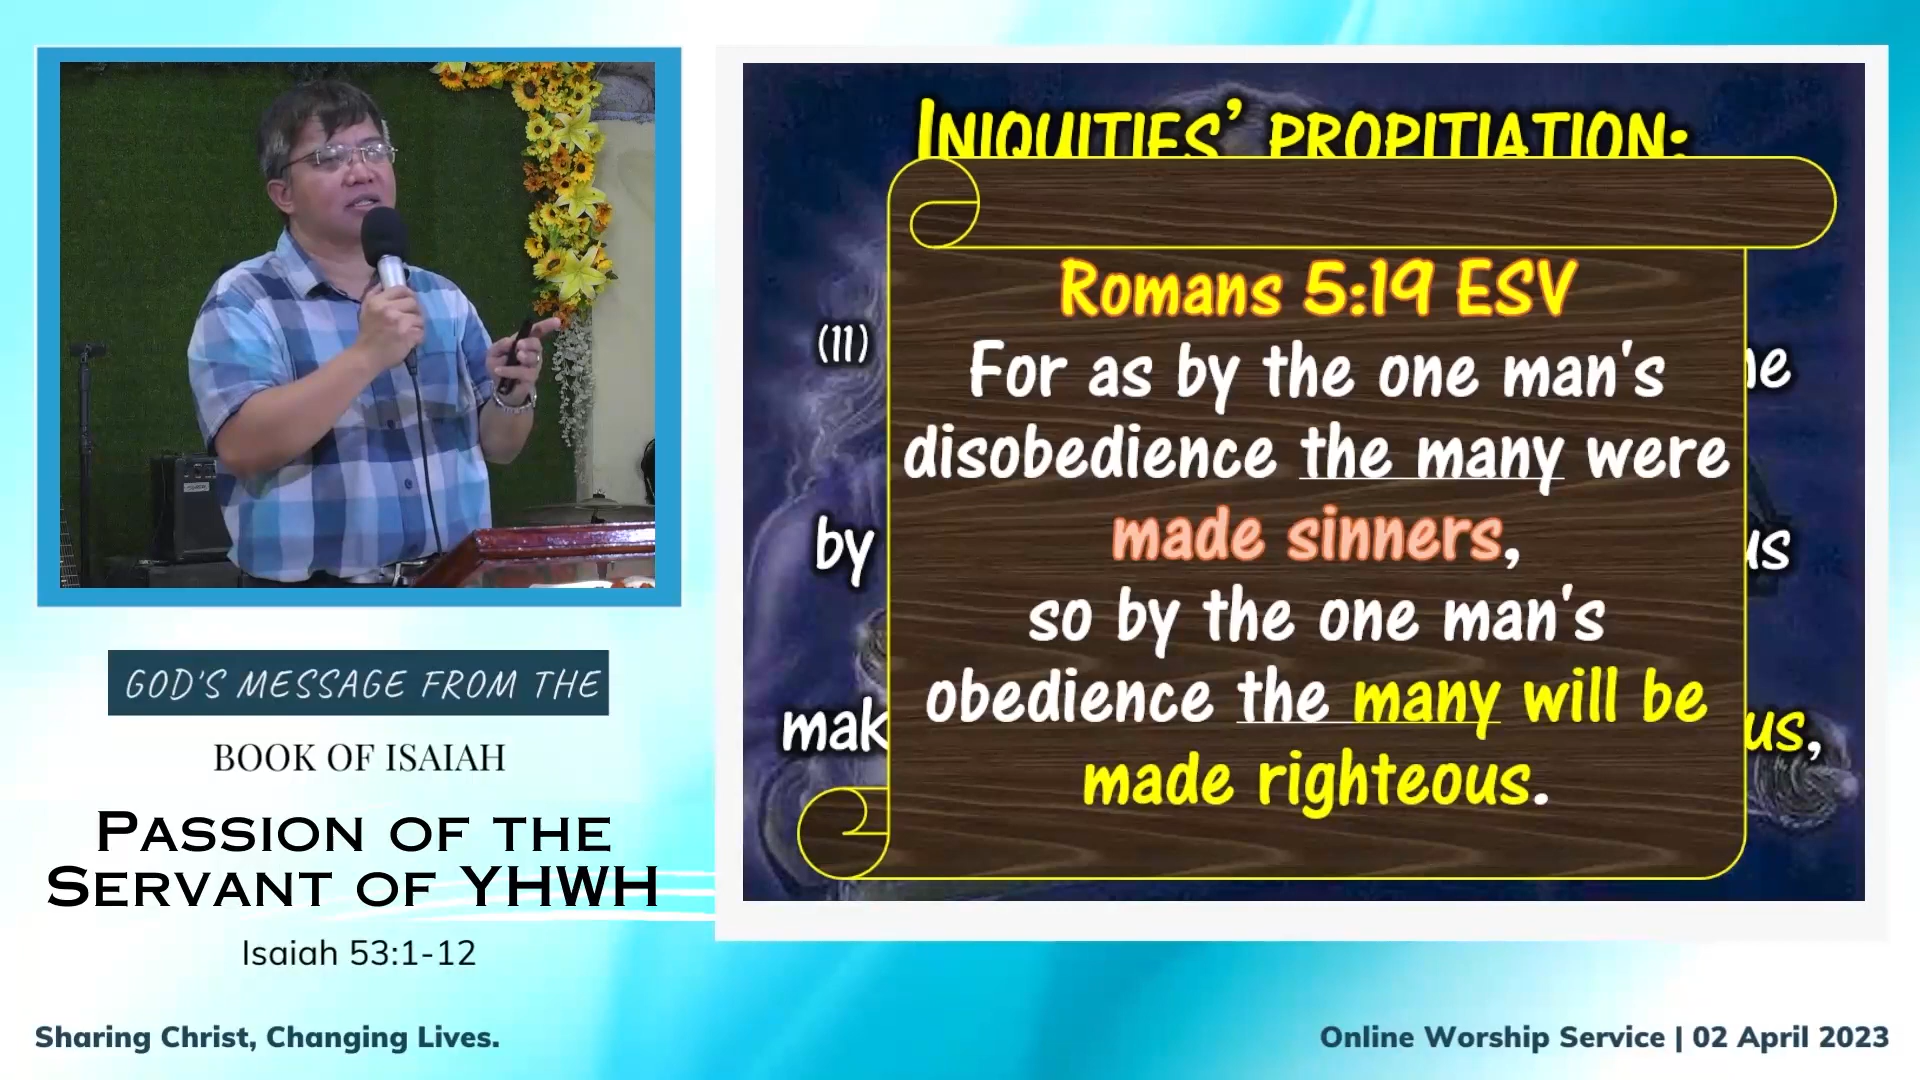 GOD'S MESSAGE FROM THE
BOOK OF ISAIAH
PASSION OF THE
SERVANT OF YHWH
Isaiah 53:1-12
Sharing Christ, Changing Lives.
INIQUITIES' PROPITIATION:
(11)
by
Romans 5:19 ESV
For as by the one man's
disobedience the many were
made sinners,
so by the one man's
obedience the many will be
made righteous.
Online Worship Service | 02 April 2023